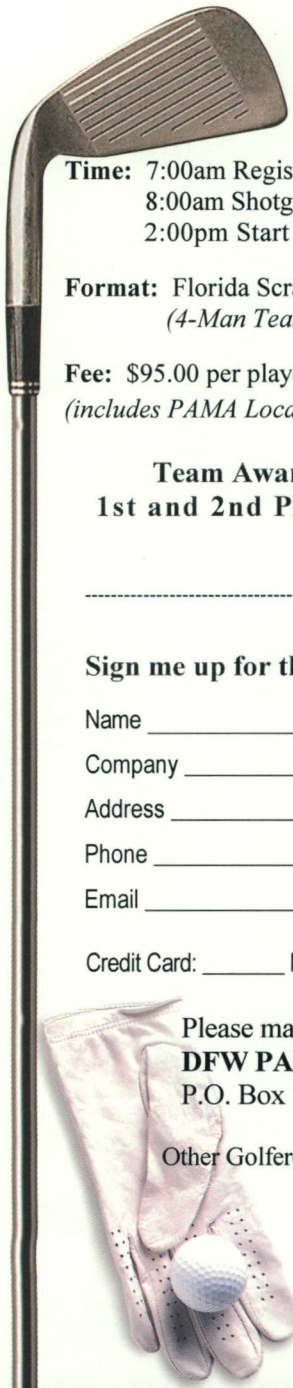 Time: 7:00am Regis
8:00am Shotg
2:00pm Start
Format: Florida Scr
(4-Man Tea
Fee: $95.00 per play
(includes PAMA Loca
Team Awar
1st and 2nd P
Sign me up for th
Name
Company
Address
Phone
Email
Credit Card:
Please ma
DFW PA
P.O. Box
Other Golfer